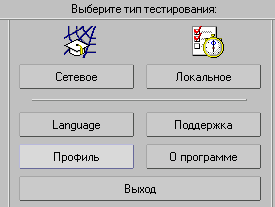 Выберите тип тестирования:
Сетевое Локальное
Language Поддержка
Профиль О программе
Выход